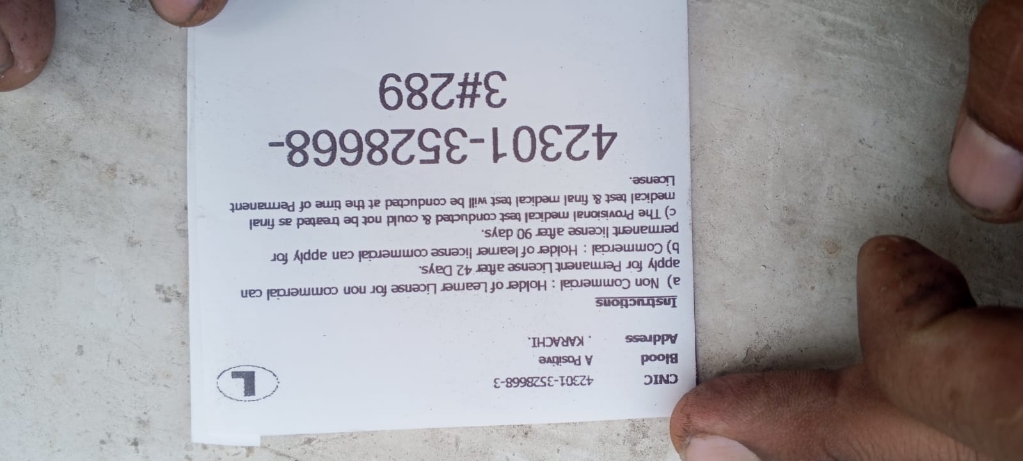 CNIC 42301-3528668-3
Blood A Positive
Address . KARACHI.
L
Instructions
a) Non Commercial : Holder of Learner License for non commercial can
apply for Permanent License after 42 Days.
b) Commercial : Holder of learner license commercial can apply for
permanent license after 90 days.
c) The Provisional medical test conducted & could not be treated as final
medical test & final medical test will be conducted at the time of Permanent
License.
42301-3528668-
3#289